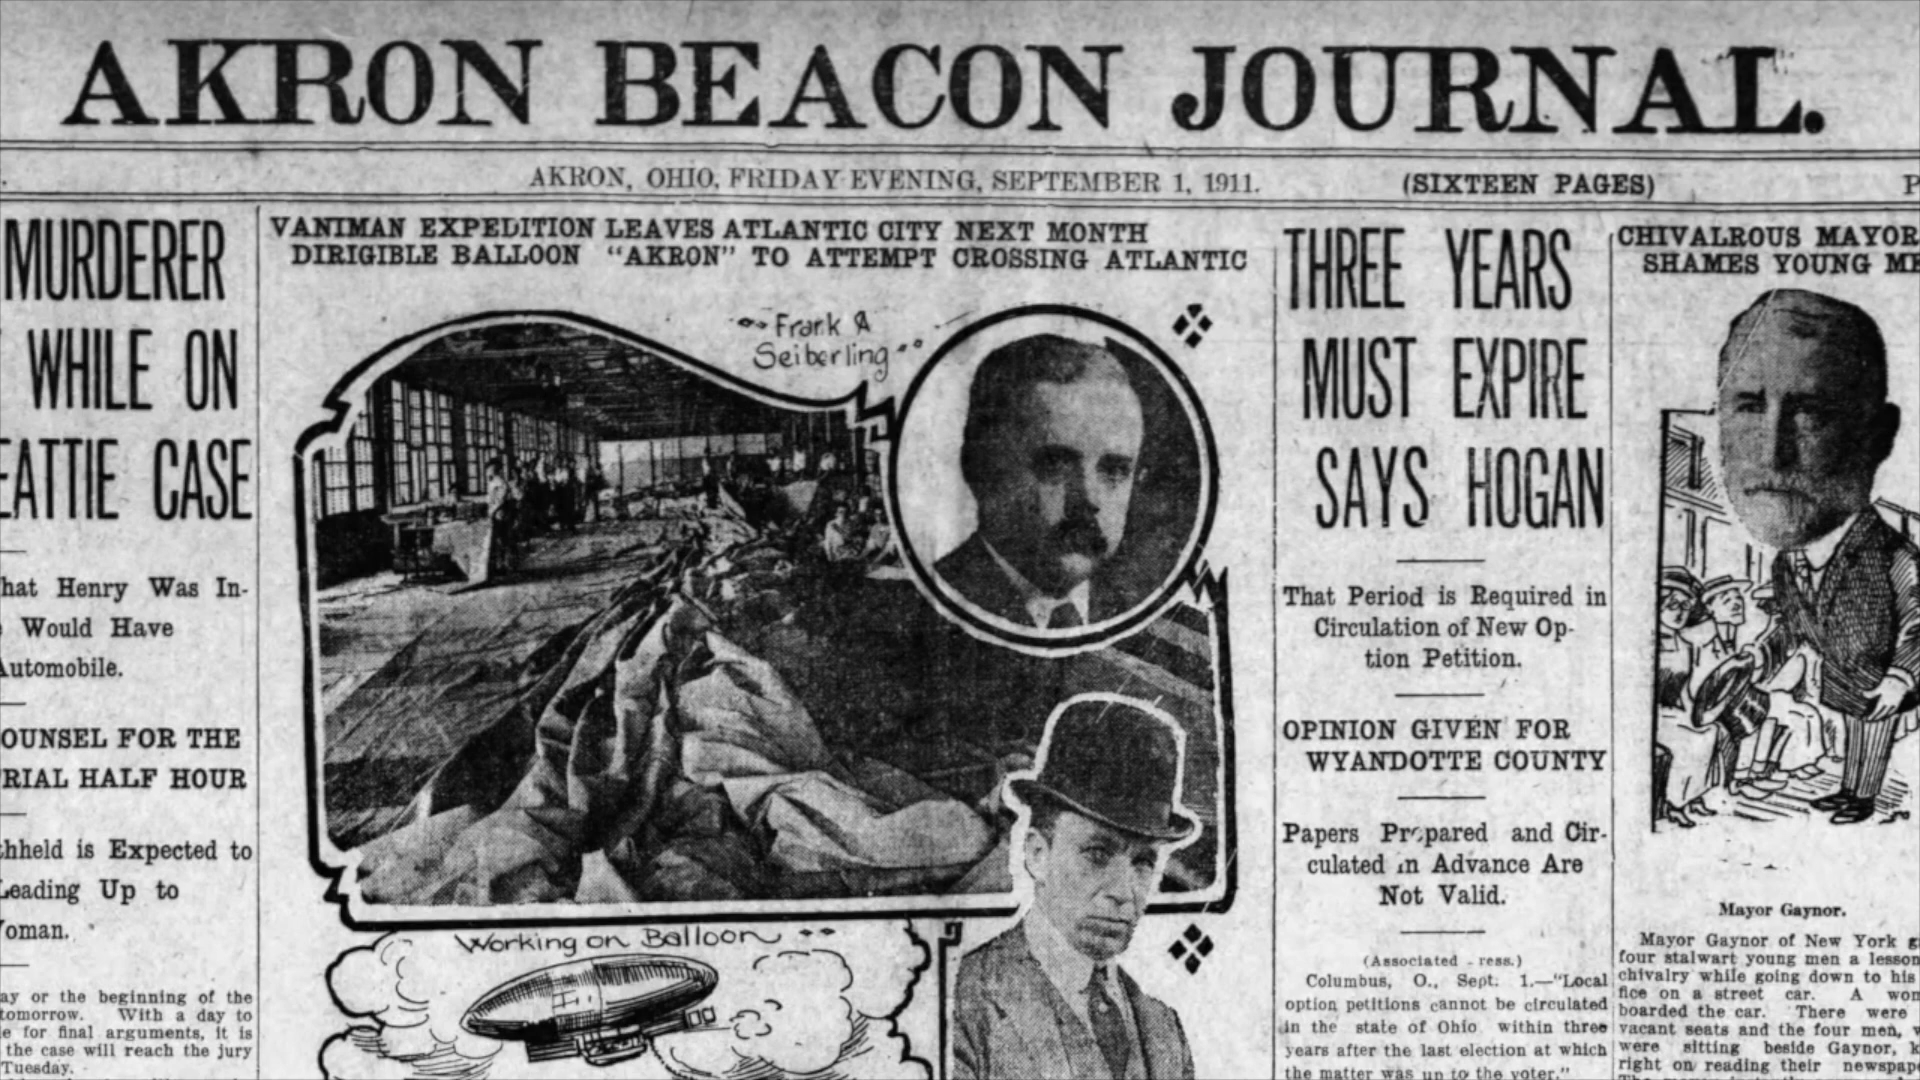 AKRON BEACON JOURNAL.
AKRON, OHIO, FRIDAY EVENING, SEPTEMBER 1, 1911.
(SIXTEEN PAGES)
MURDERER
WHILE ON
EATTIE CASE
hat Henry Was In-
Would Have
Automobile.
OUNSEL FOR THE
RIAL HALF HOUR
thheld is Expected to
Leading Up to
oman.
ay or the beginning of the
tomorrow. With a day to
e for final arguments, it is
the case will reach the jury
Tuesday.
VANIMAN EXPEDITION LEAVES ATLANTIC CITY NEXT MONTH
DIRIGIBLE BALLOON "AKRON" TO ATTEMPT CROSSING ATLANTIC
Frank A
Seiberling
Working on Balloon
THREE YEARS
MUST EXPIRE
SAYS HOGAN
That Period is Required in
Circulation of New Op-
tion Petition.
OPINION GIVEN FOR
WYANDOTTE COUNTY
Papers Prepared and Cir-
culated in Advance Are
Not Valid.
(Associated ress.)
Columbus, O., Sept. 1.—"Local
option petitions cannot be circulated
in the state of Ohio within three
years after the last election at which
the matter was up to the voter."
CHIVALROUS MAYOR
SHAMES YOUNG ME
Mayor Gaynor.
Mayor Gaynor of New York g
four stalwart young men a lesson
chivalry while going down to his
fice on a street car. A wom
boarded the car. There were
vacant seats and the four men, w
were sitting beside Gaynor, k
right on reading their newspap